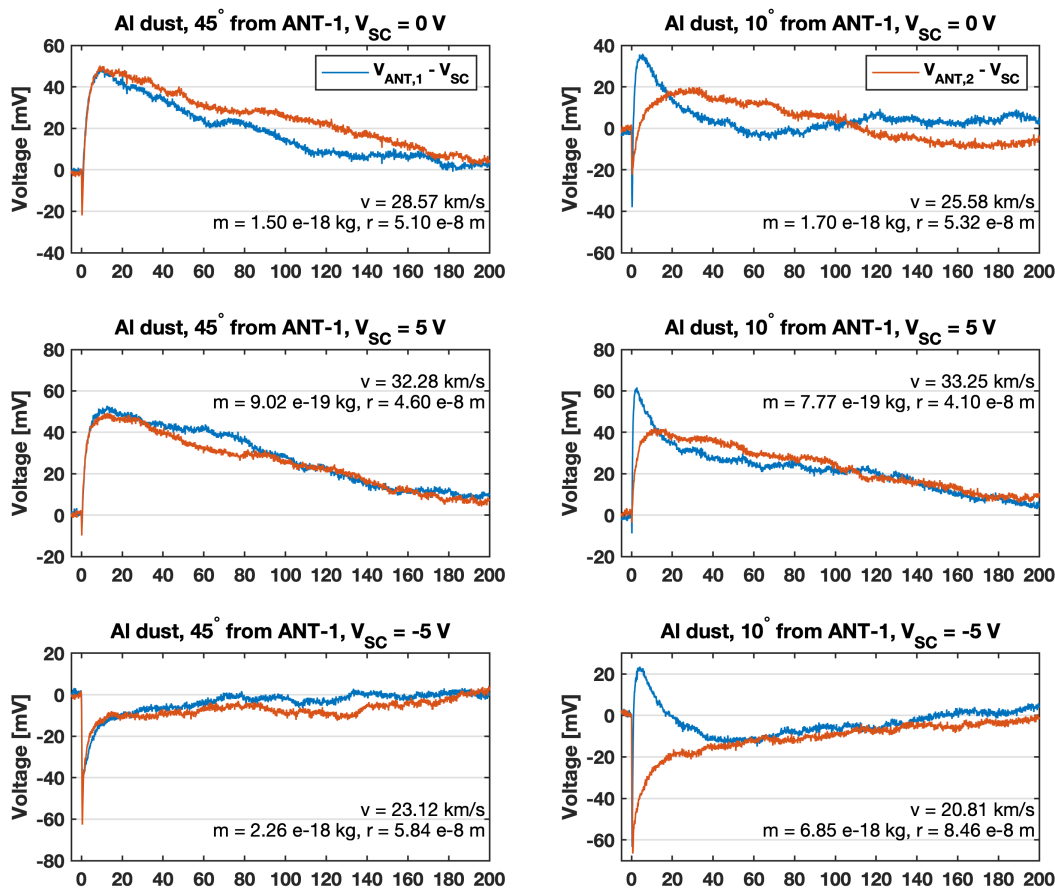 Al dust, 45° from ANT-1, V_SC = 0 V
60
40
20
0
-20
-40
Voltage [mV]
V_ANT,1 - V_SC
v = 28.57 km/s
m = 1.50 e-18 kg, r = 5.10 e-8 m
0 20 40 60 80 100 120 140 160 180 200
Al dust, 10° from ANT-1, V_SC = 0 V
40
20
0
-20
-40
-60
Voltage [mV]
V_ANT,2 - V_SC
v = 25.58 km/s
m = 1.70 e-18 kg, r = 5.32 e-8 m
0 20 40 60 80 100 120 140 160 180 200
Al dust, 45° from ANT-1, V_SC = 5 V
80
60
40
20
0
-20
Voltage [mV]
v = 32.28 km/s
m = 9.02 e-19 kg, r = 4.60 e-8 m
0 20 40 60 80 100 120 140 160 180 200
Al dust, 10° from ANT-1, V_SC = 5 V
80
60
40
20
0
-20
Voltage [mV]
v = 33.25 km/s
m = 7.77 e-19 kg, r = 4.10 e-8 m
0 20 40 60 80 100 120 140 160 180 200
Al dust, 45° from ANT-1, V_SC = -5 V
20
0
-20
-40
-60
-80
Voltage [mV]
v = 23.12 km/s
m = 2.26 e-18 kg, r = 5.84 e-8 m
0 20 40 60 80 100 120 140 160 180 200
Al dust, 10° from ANT-1, V_SC = -5 V
20
0
-20
-40
-60
Voltage [mV]
v = 20.81 km/s
m = 6.85 e-18 kg, r = 8.46 e-8 m
0 20 40 60 80 100 120 140 160 180 200